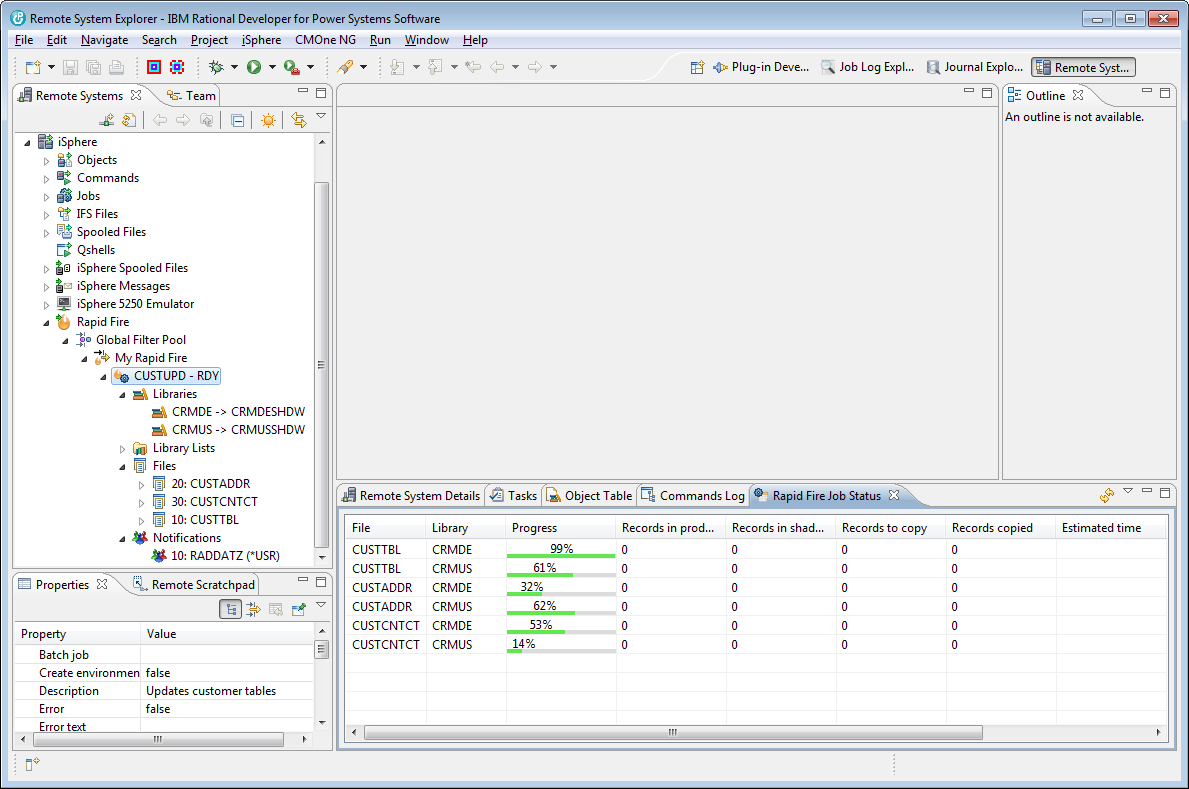 Remote System Explorer - IBM Rational Developer for Power Systems Software
File Edit Navigate Search Project iSphere CMOne NG Run Window Help
Plug-in Deve... Job Log Expl... Journal Explo... Remote Syst...
Remote Systems Team
iSphere
Objects
Commands
Jobs
IFS Files
Spooled Files
Qshells
iSphere Spooled Files
iSphere Messages
iSphere 5250 Emulator
Rapid Fire
Global Filter Pool
My Rapid Fire
CUSTUPD - RDY
Libraries
CRMDE -> CRMDESHDW
CRMUS -> CRMUSSHDW
Library Lists
Files
20: CUSTADDR
30: CUSTCNTCT
10: CUSTTBL
Notifications
10: RADDATZ (*USR)
Properties Remote Scratchpad
Property Value
Batch job
Create environmen false
Description Updates customer tables
Error false
Error text
Outline
An outline is not available.
Remote System Details Tasks Object Table Commands Log Rapid Fire Job Status
File Library Progress Records in prod... Records in shad... Records to copy Records copied Estimated time
CUSTTBL CRMDE 99% 0 0 0 0
CUSTTBL CRMUS 61% 0 0 0 0
CUSTADDR CRMDE 32% 0 0 0 0
CUSTADDR CRMUS 62% 0 0 0 0
CUSTCNTCT CRMDE 53% 0 0 0 0
CUSTCNTCT CRMUS 14% 0 0 0 0